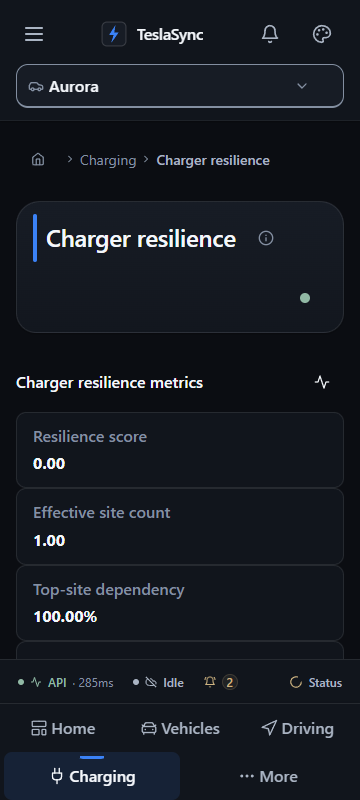 TeslaSync
Aurora
Charging
Charger resilience
Charger resilience
Charger resilience metrics
Resilience score
0.00
Effective site count
1.00
Top-site dependency
100.00%
API · 285ms
Idle
2
Status
Home
Vehicles
Driving
Charging
More